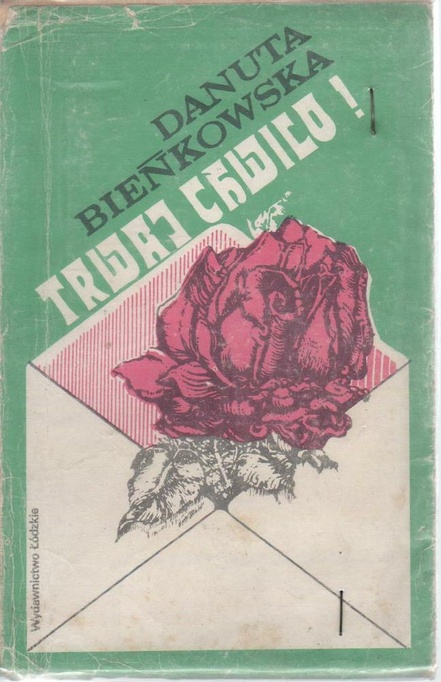 DANUTA
BIEŃKOWSKA
TRWAJ CHWILO!
Wydawnictwo Łódzkie